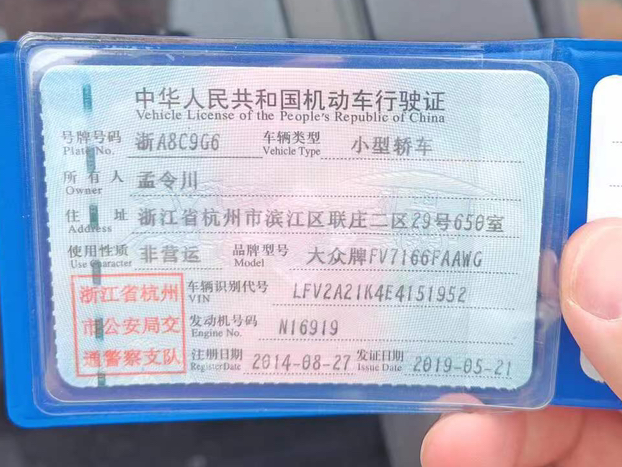 中华人民共和国机动车行驶证
Vehicle License of the People's Republic of China
号牌号码 浙A8C9G6 车辆类型 小型轿车
Plate No. Vehicle Type
所有人 孟令川
Owner
住址 浙江省杭州市滨江区联庄二区29号650室
Address
使用性质 非营运 品牌型号 大众牌FV7166FAAWG
Use Character Model
浙江省杭州
市公安局交
通警察支队
车辆识别代号 LFV2A21K4E4151952
VIN
发动机号码 N16919
Engine No.
注册日期 2014-08-27 发证日期 2019-05-21
Register Date Issue Date